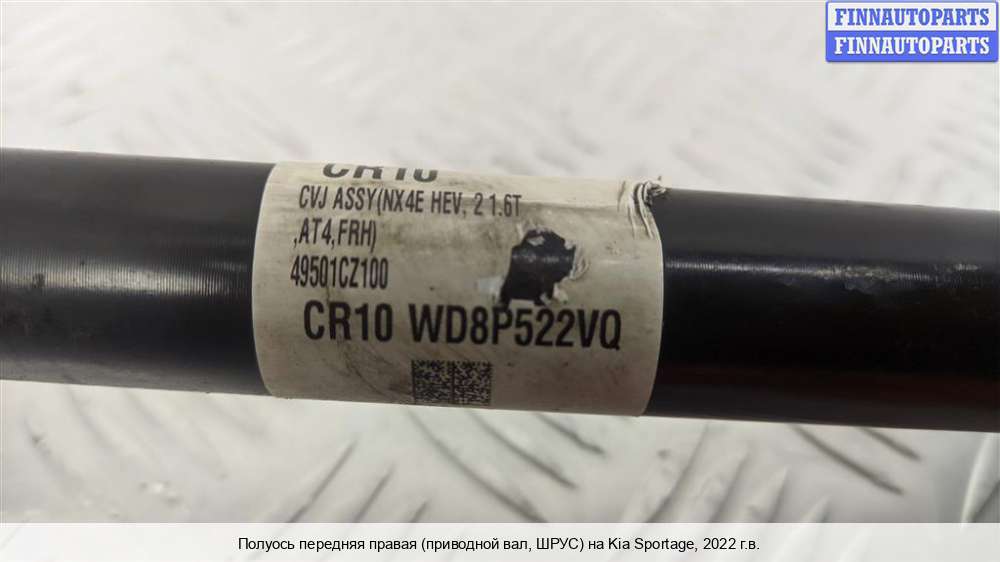 FINNAUTOPARTS
FINNAUTOPARTS
CR10
CVJ ASSY(NX4E HEV, 2 1.6T
,AT4,FRH)
49501CZ100
CR10 WD8P522VQ
Полуось передняя правая (приводной вал, ШРУС) на Kia Sportage, 2022 г.в.